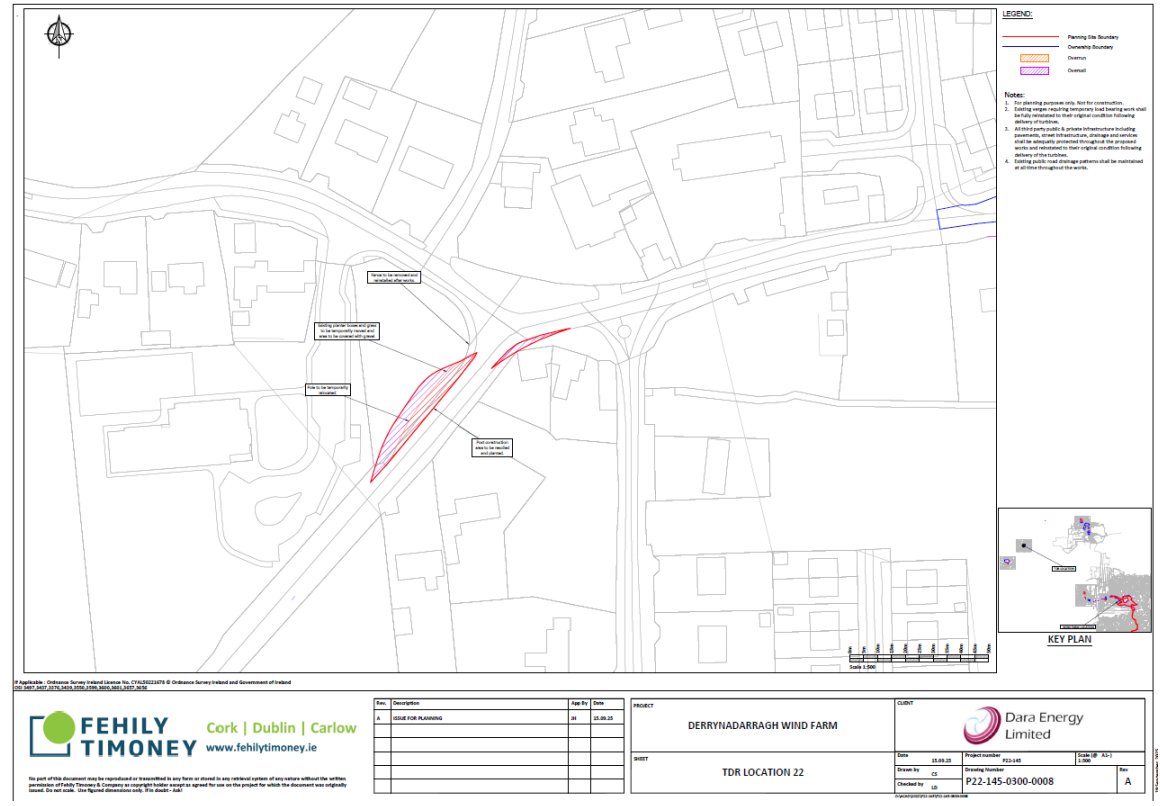 LEGEND:
Planning Site Boundary
Ownership Boundary
Overrun
Oversail
Notes:
1. For planning purposes only. Not for construction.
2. Existing verges requiring temporary load bearing work shall
be fully reinstated to their original condition following
delivery of turbines.
3. All third party public & private infrastructure including
pavements, street infrastructure, drainage and services
shall be adequately protected throughout the proposed
works and reinstated to their original condition following
delivery of the turbines.
4. Existing public road drainage patterns shall be maintained
at all time throughout the works.
Fence to be removed and
reinstated after works.
Existing planter boxes and grass
to be temporarily moved and
area to be covered with gravel.
Pole to be temporarily
relocated.
Post construction
area to be reseeded
and planted.
Scale 1:500
KEY PLAN
If Applicable : Ordnance Survey Ireland Licence No. CYAL50221678 © Ordnance Survey Ireland and Government of Ireland
FEHILY
TIMONEY
Cork | Dublin | Carlow
www.fehilytimoney.ie
No part of this document may be reproduced or transmitted in any form or stored in any retrieval system of any nature without the written
permission of Fehily Timoney & Company as copyright holder except as agreed for use on the project for which the document was originally
issued. Do not scale. Use figured dimensions only. If in doubt - Ask!
Rev. Description App By Date
A ISSUE FOR PLANNING JH 15.09.25
PROJECT
DERRYNADARRAGH WIND FARM
SHEET
TDR LOCATION 22
CLIENT
Dara Energy
Limited
Date 15.09.25
Project number P22-145
Scale (@ A1-) 1:500
Drawn by CS
Drawing Number
P22-145-0300-0008
Rev
A
Checked by LD